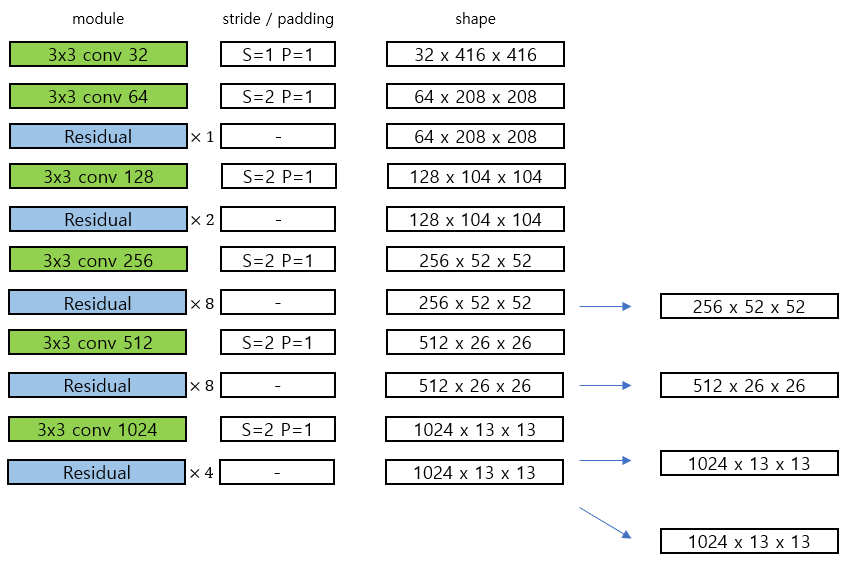 module stride / padding shape
3x3 conv 32 S=1 P=1 32 x 416 x 416
3x3 conv 64 S=2 P=1 64 x 208 x 208
Residual × 1 - 64 x 208 x 208
3x3 conv 128 S=2 P=1 128 x 104 x 104
Residual × 2 - 128 x 104 x 104
3x3 conv 256 S=2 P=1 256 x 52 x 52
Residual × 8 - 256 x 52 x 52 256 x 52 x 52
3x3 conv 512 S=2 P=1 512 x 26 x 26
Residual × 8 - 512 x 26 x 26 512 x 26 x 26
3x3 conv 1024 S=2 P=1 1024 x 13 x 13
Residual × 4 - 1024 x 13 x 13 1024 x 13 x 13
1024 x 13 x 13